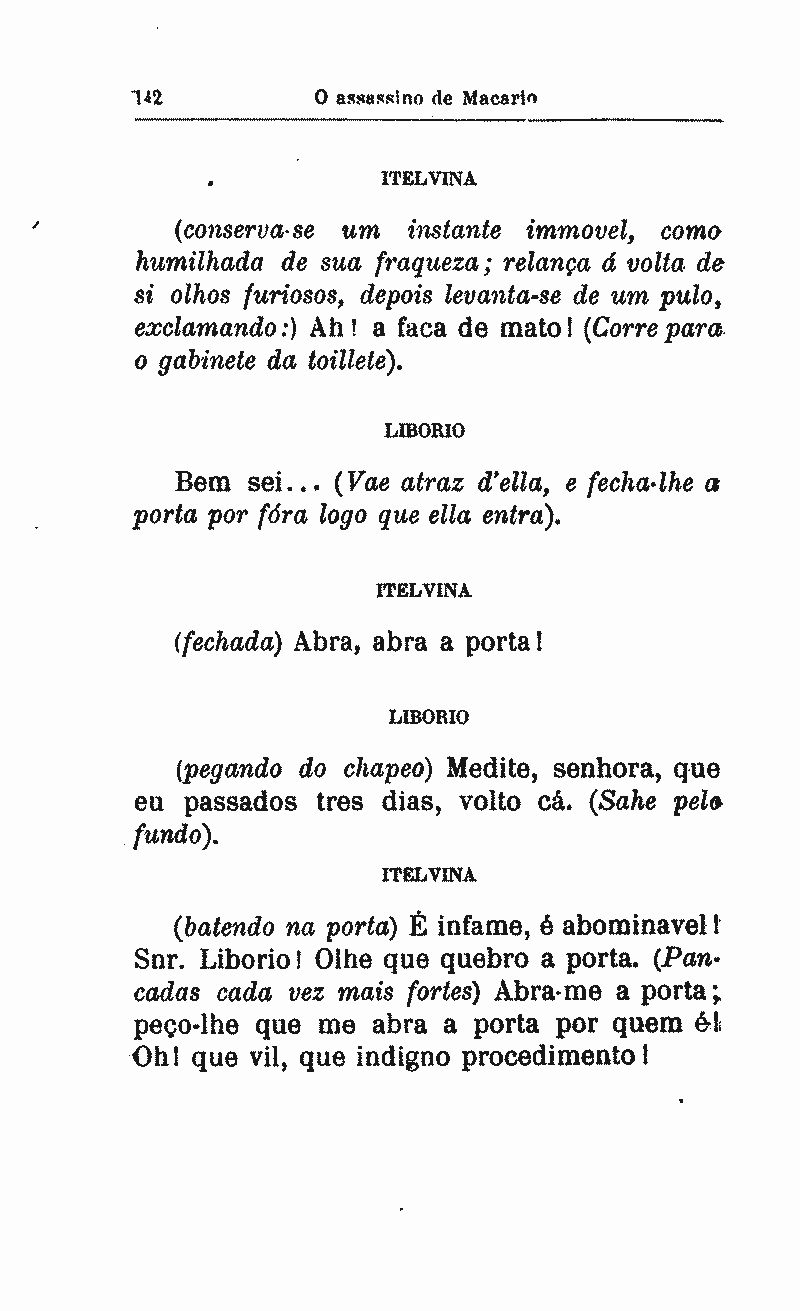 142 O assassino de Macario
ITELVINA
(conserva-se um instante immovel, como
humilhada de sua fraqueza; relança á volta de
si olhos furiosos, depois levanta-se de um pulo,
exclamando:) Ah! a faca de mato! (Corre para
o gabinete da toillete).
LIBORIO
Bem sei... (Vae atraz d'ella, e fecha-lhe a
porta por fóra logo que ella entra).
ITELVINA
(fechada) Abra, abra a porta!
LIBORIO
(pegando do chapeo) Medite, senhora, que
eu passados tres dias, volto cá. (Sahe pelo
fundo).
ITELVINA
(batendo na porta) É infame, é abominavel!
Snr. Liborio! Olhe que quebro a porta. (Pan-
cadas cada vez mais fortes) Abra-me a porta;
peço-lhe que me abra a porta por quem é!
Oh! que vil, que indigno procedimento!